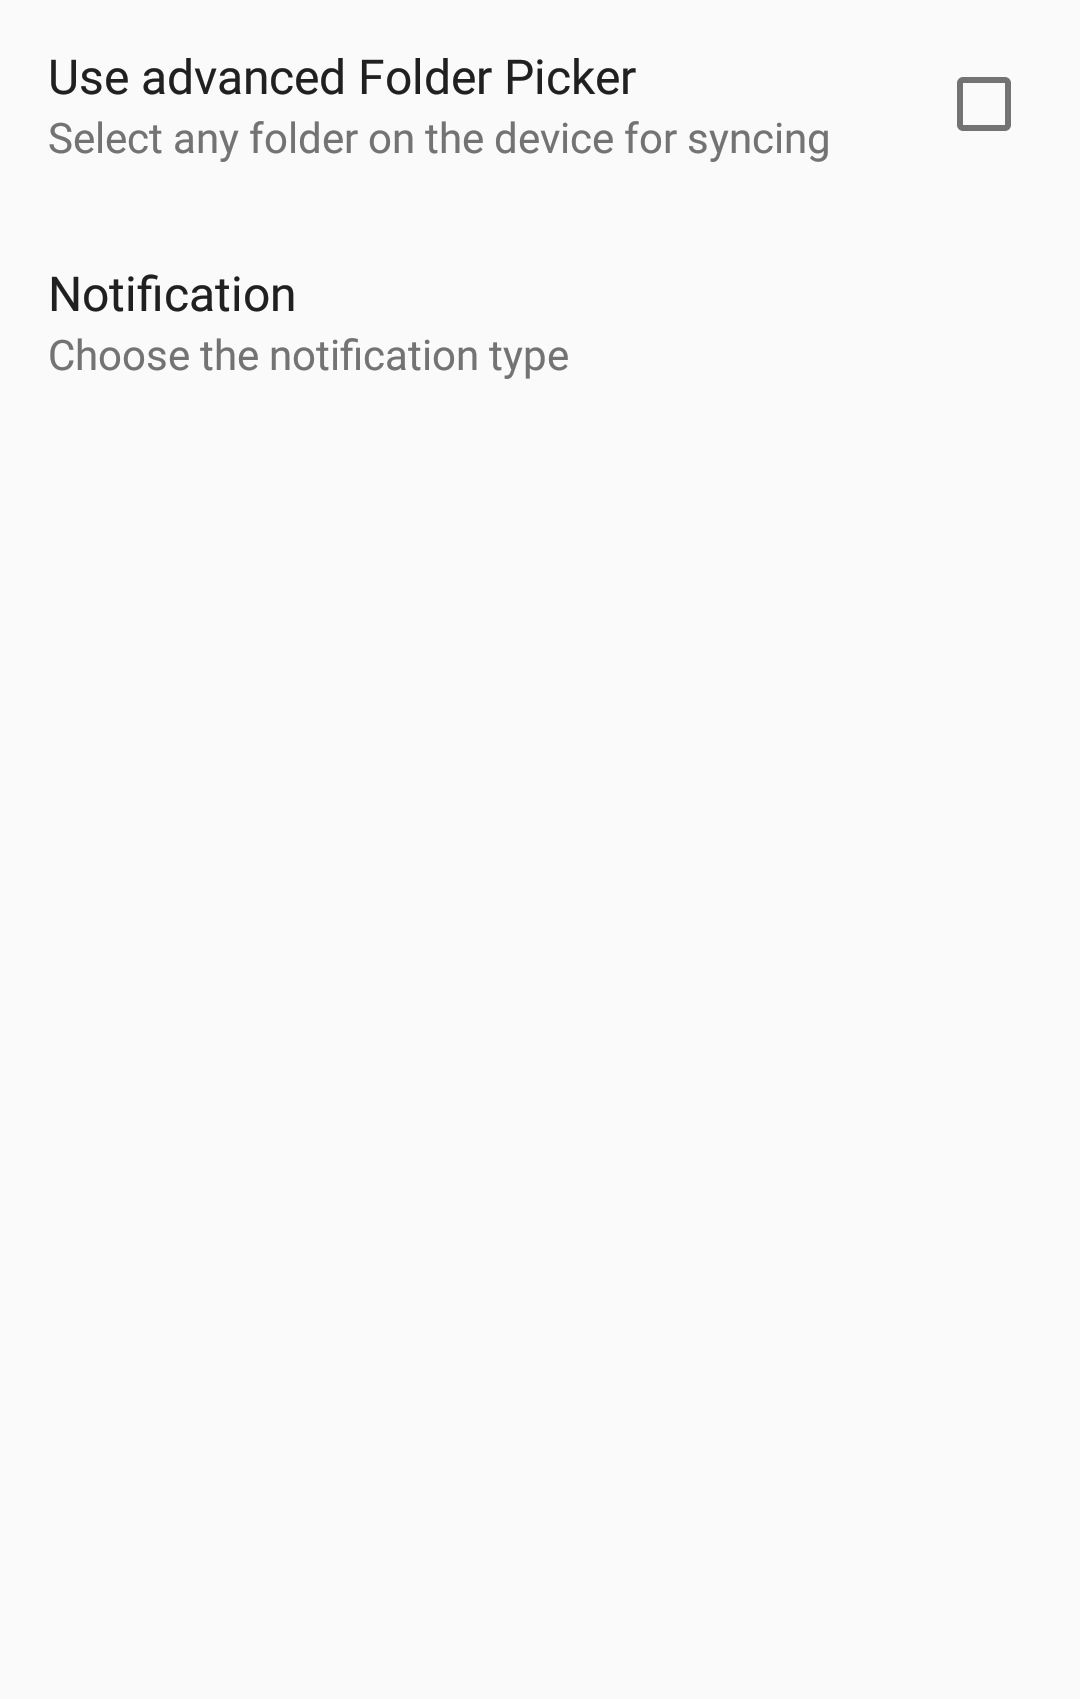 Use advanced Folder Picker
Select any folder on the device for syncing
Notification
Choose the notification type